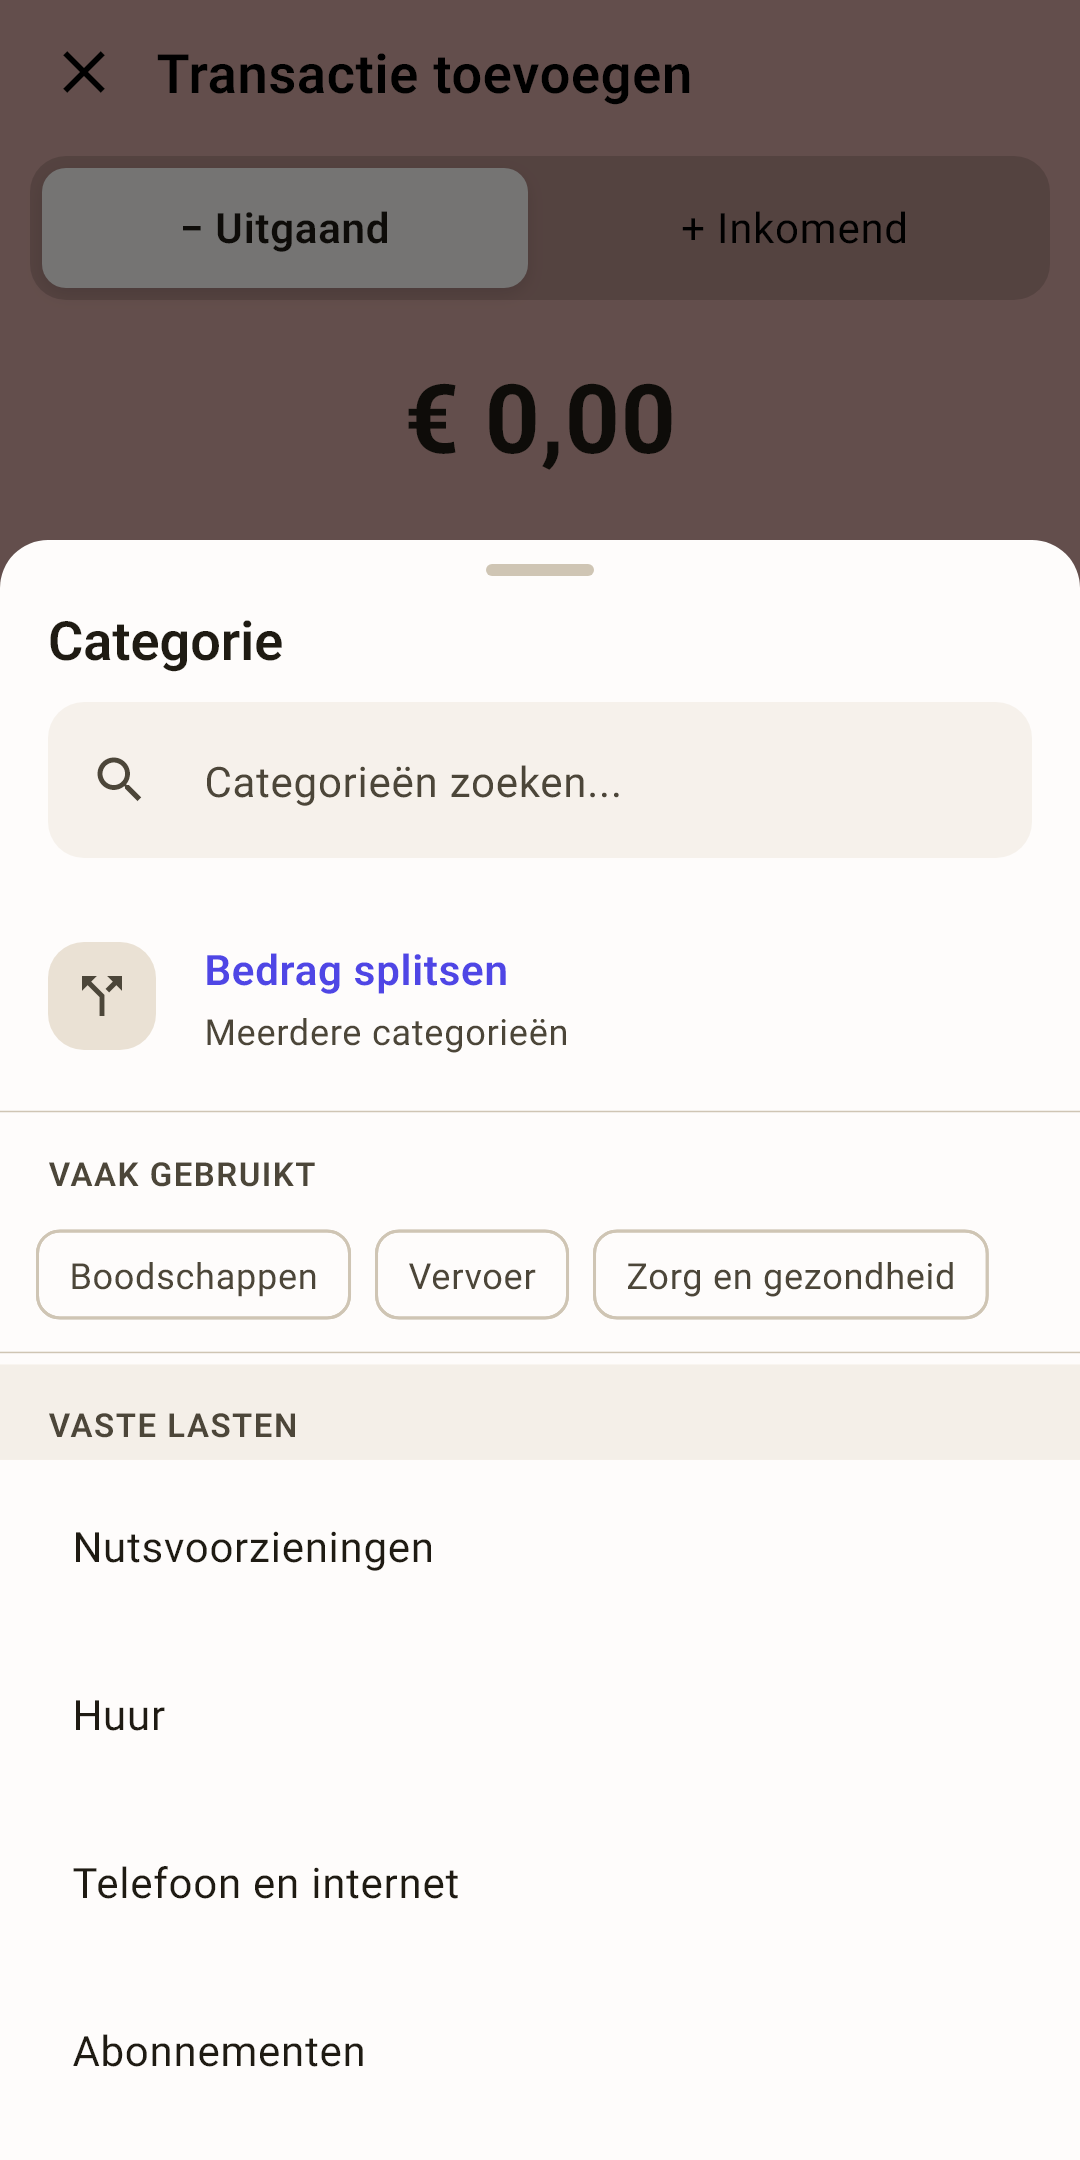 Transactie toevoegen
− Uitgaand
+ Inkomend
€ 0,00
Categorie
Categorieën zoeken...
Bedrag splitsen
Meerdere categorieën
VAAK GEBRUIKT
Boodschappen
Vervoer
Zorg en gezondheid
VASTE LASTEN
Nutsvoorzieningen
Huur
Telefoon en internet
Abonnementen